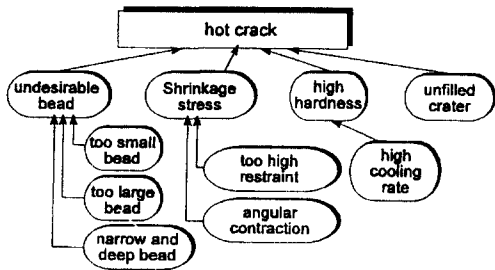 hot crack
undesirable
bead
Shrinkage
stress
high
hardness
unfilled
crater
too small
bead
too large
bead
narrow and
deep bead
too high
restraint
angular
contraction
high
cooling
rate